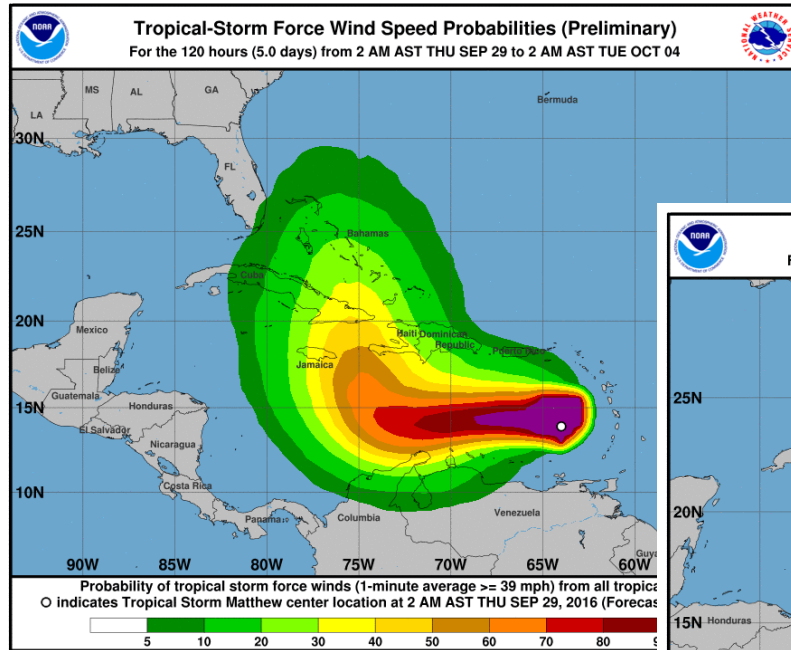 Tropical-Storm Force Wind Speed Probabilities (Preliminary)
For the 120 hours (5.0 days) from 2 AM AST THU SEP 29 to 2 AM AST TUE OCT 04
NOAA
NATIONAL WEATHER SERVICE
MS AL GA
LA
Bermuda
30N
FL
25N
Bahamas
Cuba
20N
Mexico
Haiti Dominican Republic
Puerto Rico
Jamaica
Belize
Guatemala
15N
Honduras
El Salvador
Nicaragua
Costa Rica
10N
Panama
Columbia
Venezuela
Guya
90W 85W 80W 75W 70W 65W 60W
Probability of tropical storm force winds (1-minute average >= 39 mph) from all tropica
O indicates Tropical Storm Matthew center location at 2 AM AST THU SEP 29, 2016 (Forecas
5 10 20 30 40 50 60 70 80 9
NOAA
F
25N
20N
15N
Honduras